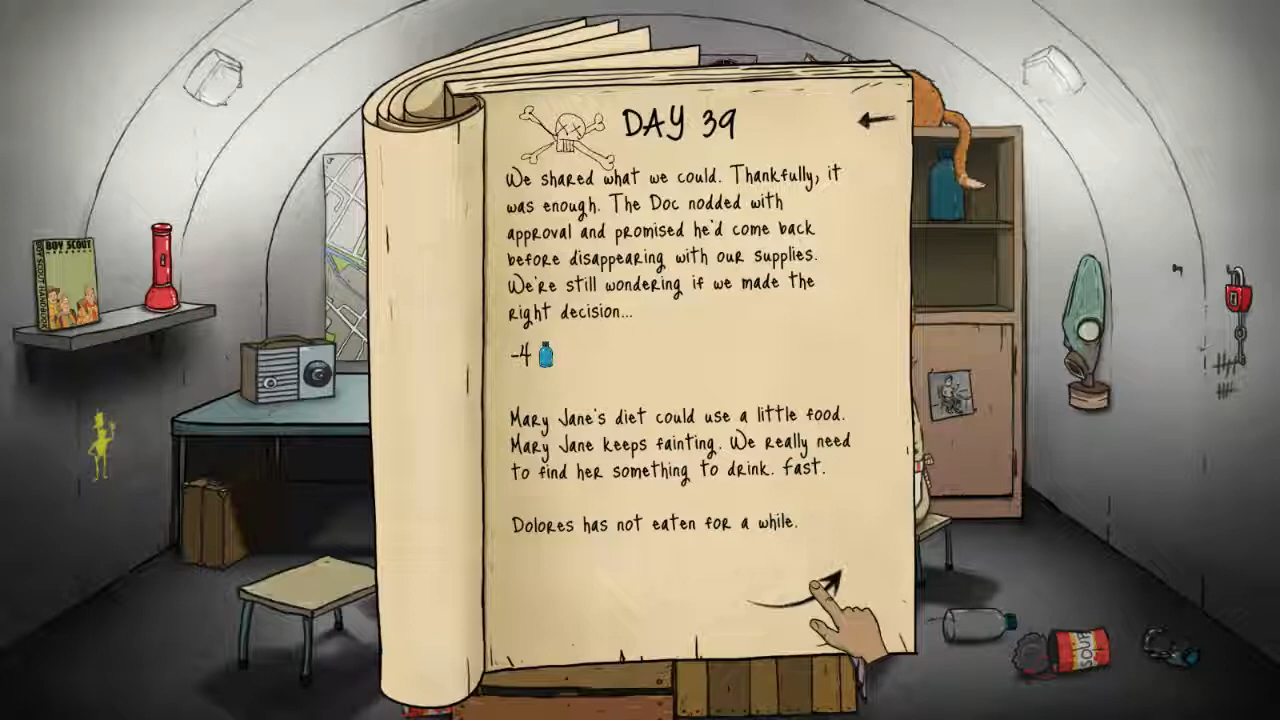 DAY 39
We shared what we could. Thankfully, it
was enough. The Doc nodded with
approval and promised he'd come back
before disappearing with our supplies.
We're still wondering if we made the
right decision...
-4
Mary Jane's diet could use a little food.
Mary Jane keeps fainting. We really need
to find her something to drink. Fast.
Dolores has not eaten for a while.
BOY SCOUT
BOY SCOUT HANDBOOK
SOUP